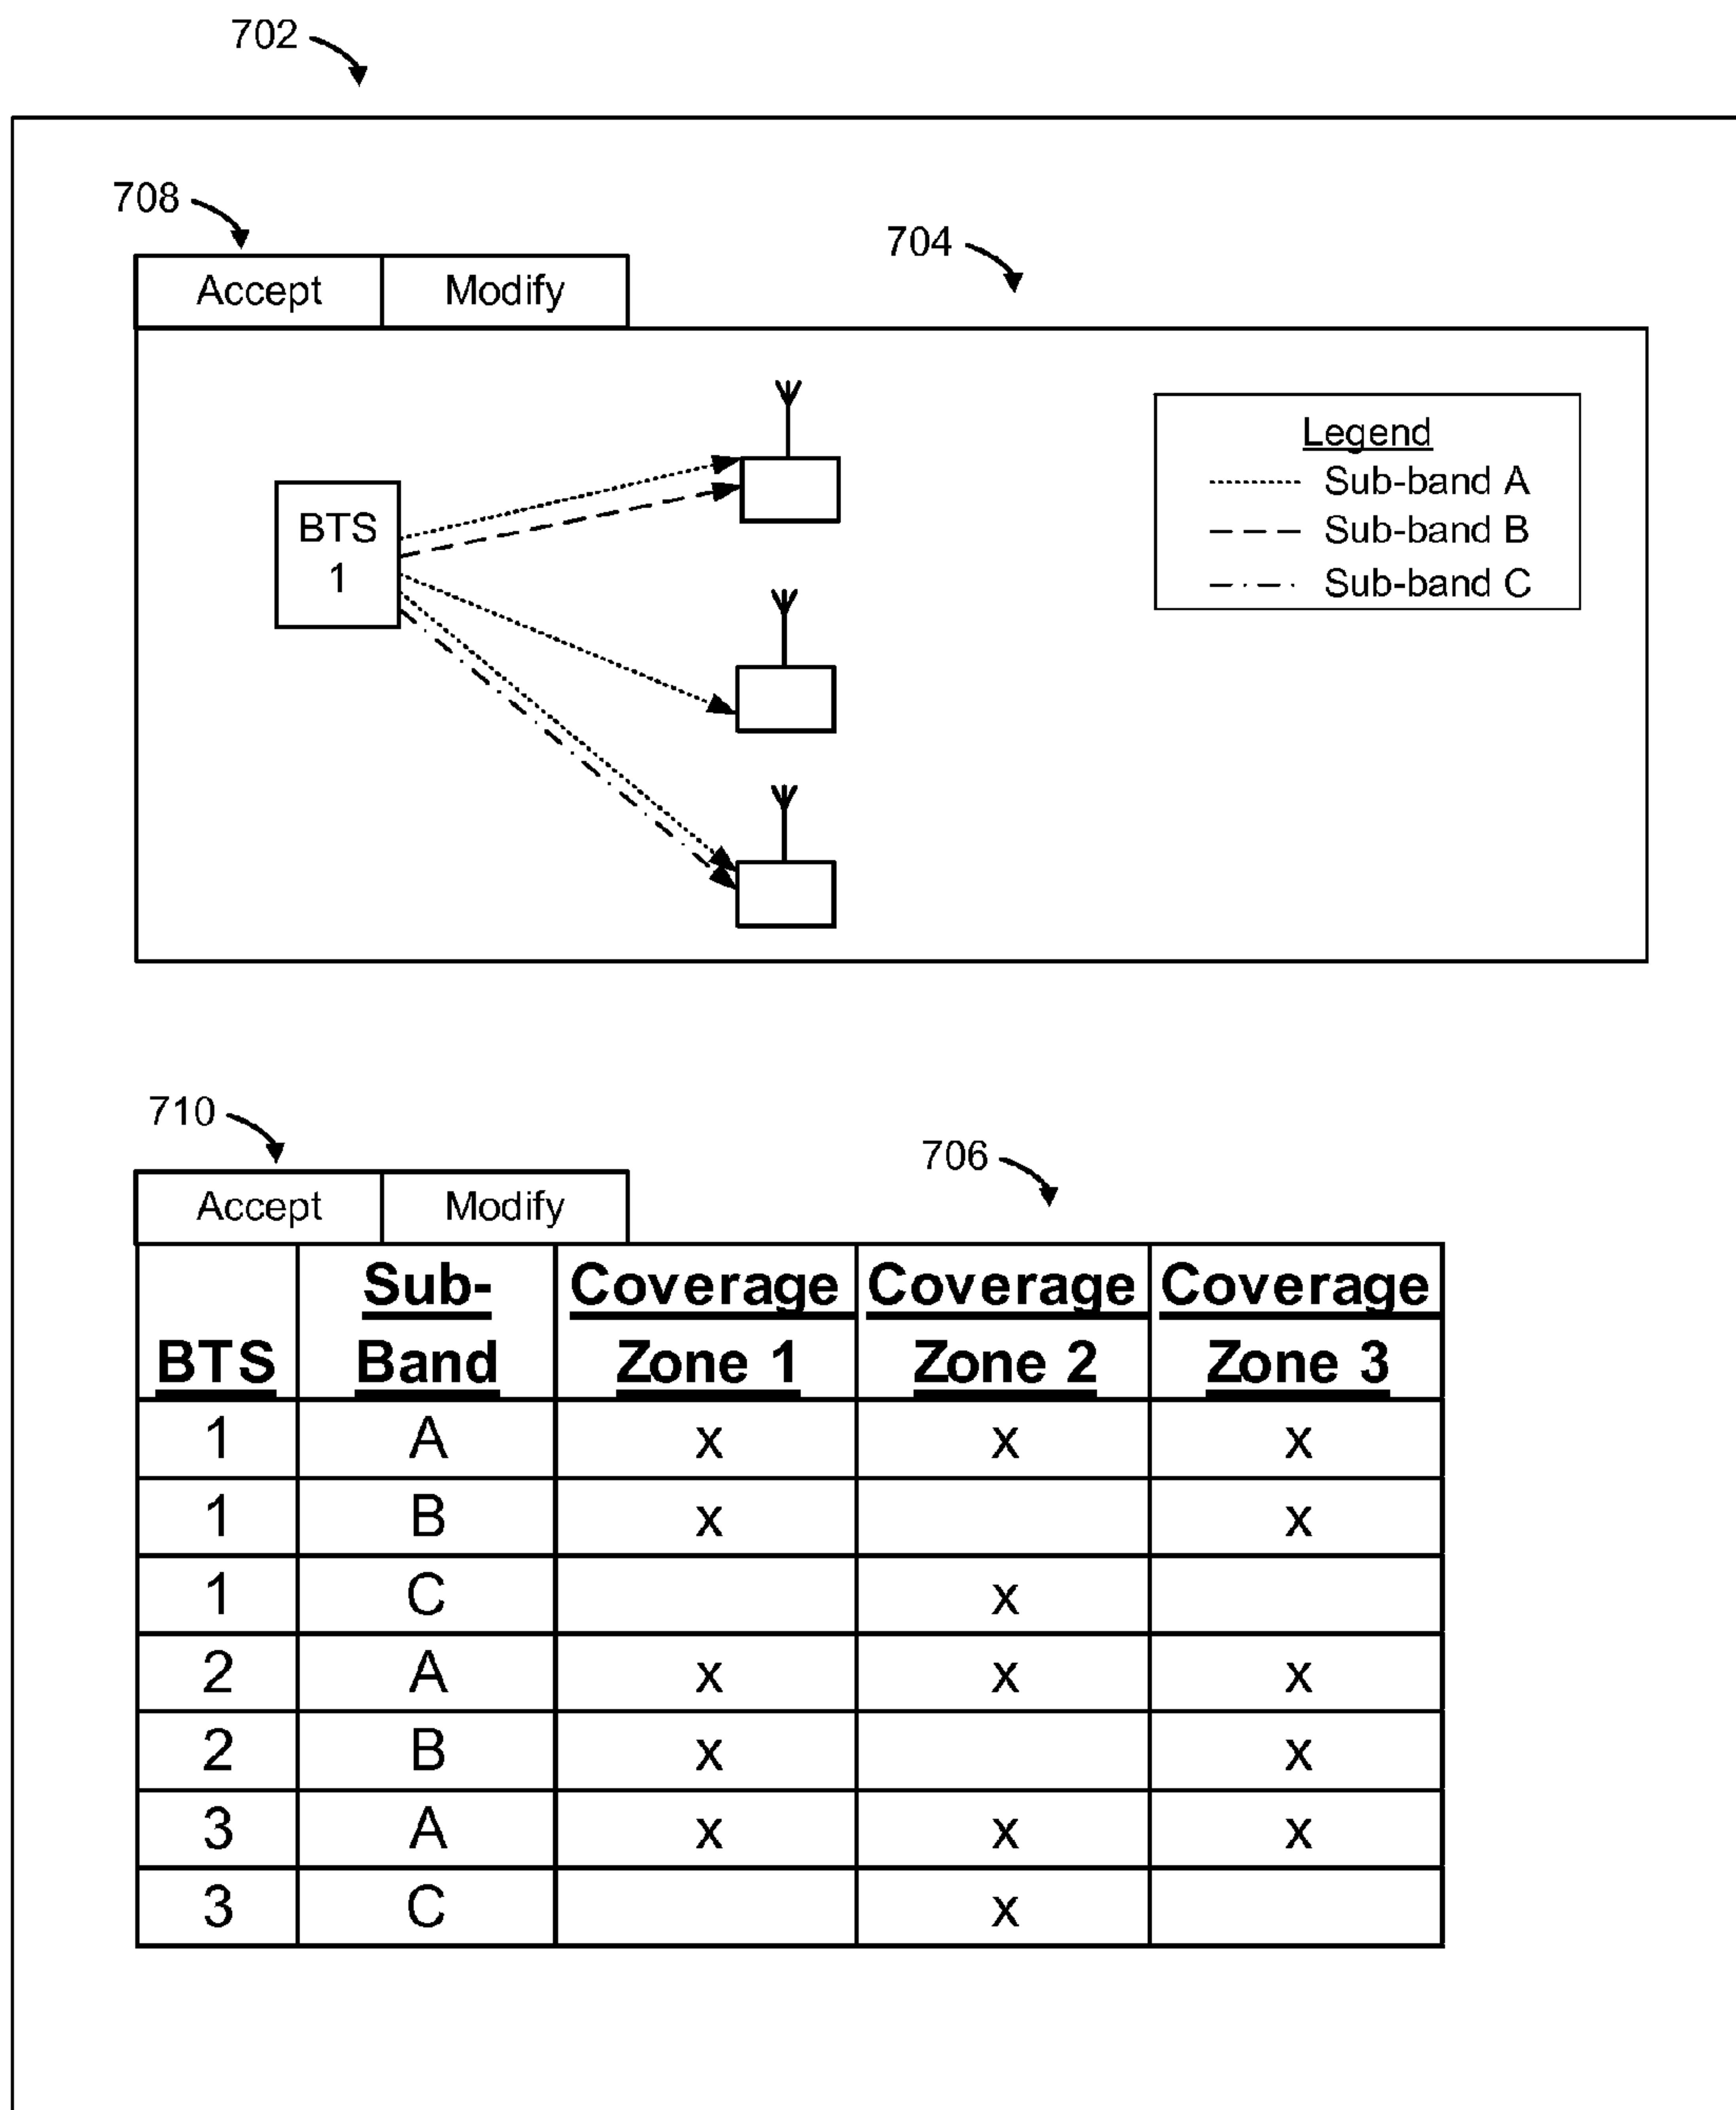 702
708
704
Accept Modify
BTS
1
Legend
Sub-band A
Sub-band B
Sub-band C
710
706
Accept Modify
BTS Sub-Band Coverage Zone 1 Coverage Zone 2 Coverage Zone 3
1 A x x x
1 B x x
1 C x
2 A x x x
2 B x x
3 A x x x
3 C x